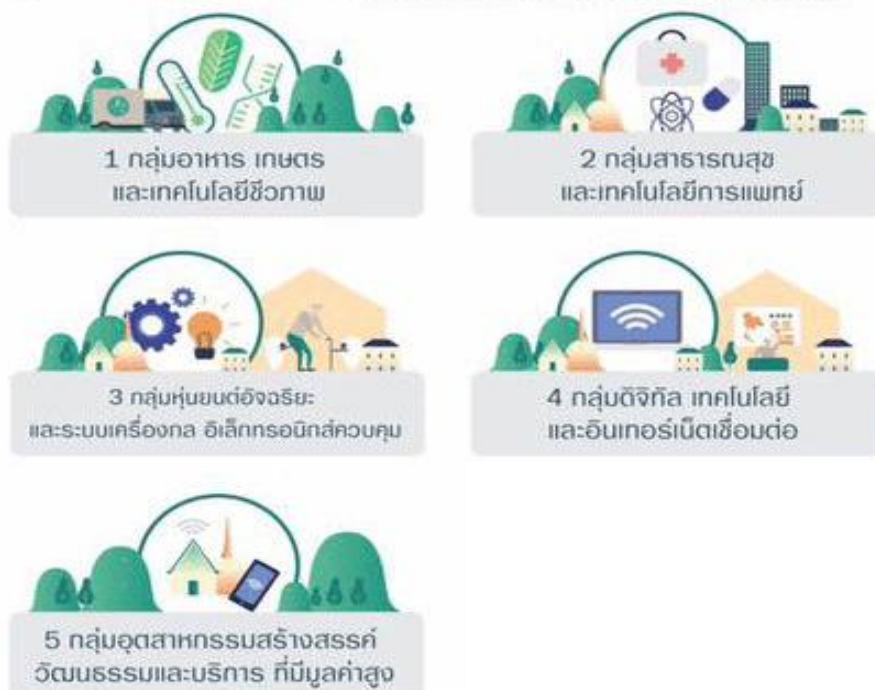 1 กลุ่มอาหาร เกษตร
และเทคโนโลยีชีวภาพ
2 กลุ่มสาธารณสุข
และเทคโนโลยีการแพทย์
3 กลุ่มหุ่นยนต์อัจฉริยะ
และระบบเครื่องกล อิเล็กทรอนิกส์ควบคุม
4 กลุ่มดิจิทัล เทคโนโลยี
และอินเทอร์เน็ตเชื่อมต่อ
5 กลุ่มอุตสาหกรรมสร้างสรรค์
วัฒนธรรมและบริการ ที่มีมูลค่าสูง